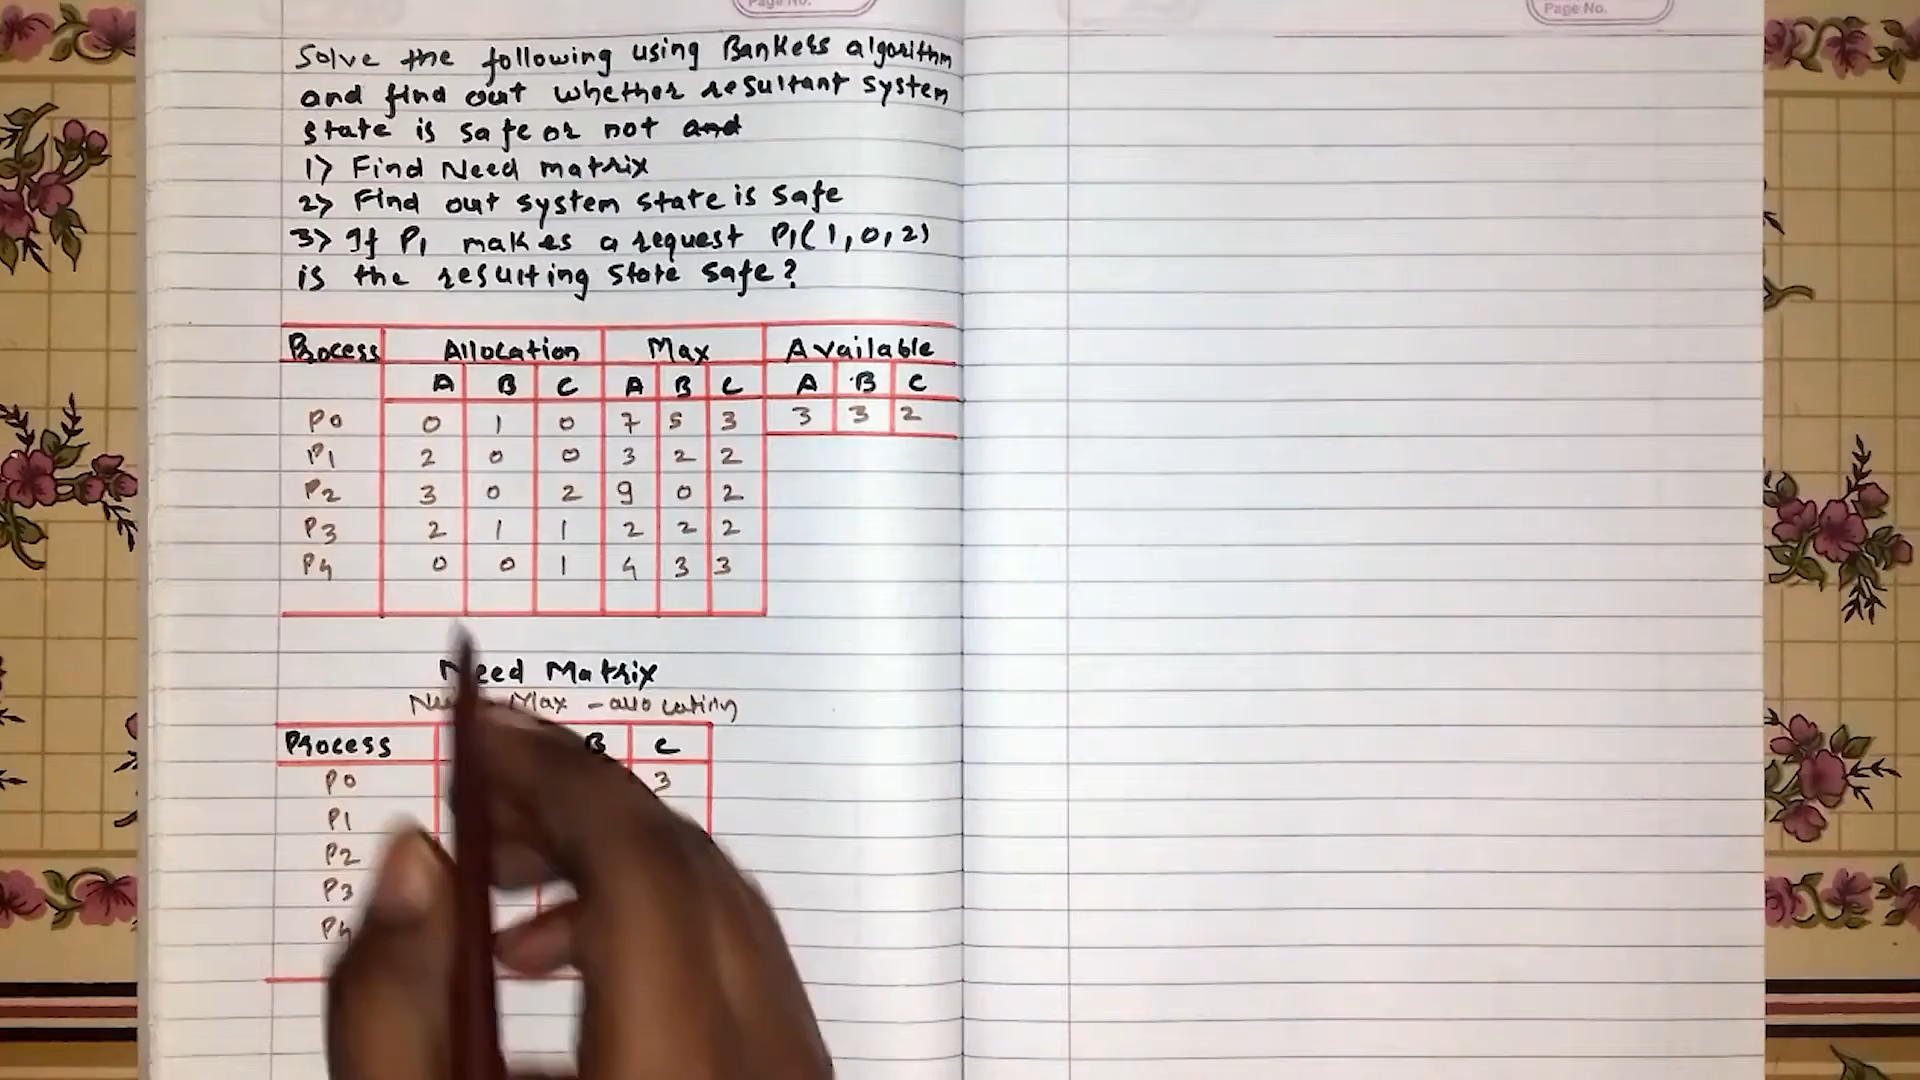 Page No.
Page No.
Solve the following using Bankers algorithm
and find out whether resultant system
state is safe or not and
1) Find Need matrix
2) Find out system state is safe
3) If P1 makes a request P1(1,0,2)
is the resulting state safe?
Process Allocation Max Available
A B C A B C A B C
P0 0 1 0 7 5 3 3 3 2
P1 2 0 0 3 2 2
P2 3 0 2 9 0 2
P3 2 1 1 2 2 2
P4 0 0 1 4 3 3
Need Matrix
Max - allocating
Process B C
P0 3
P1
P2
P3
P4